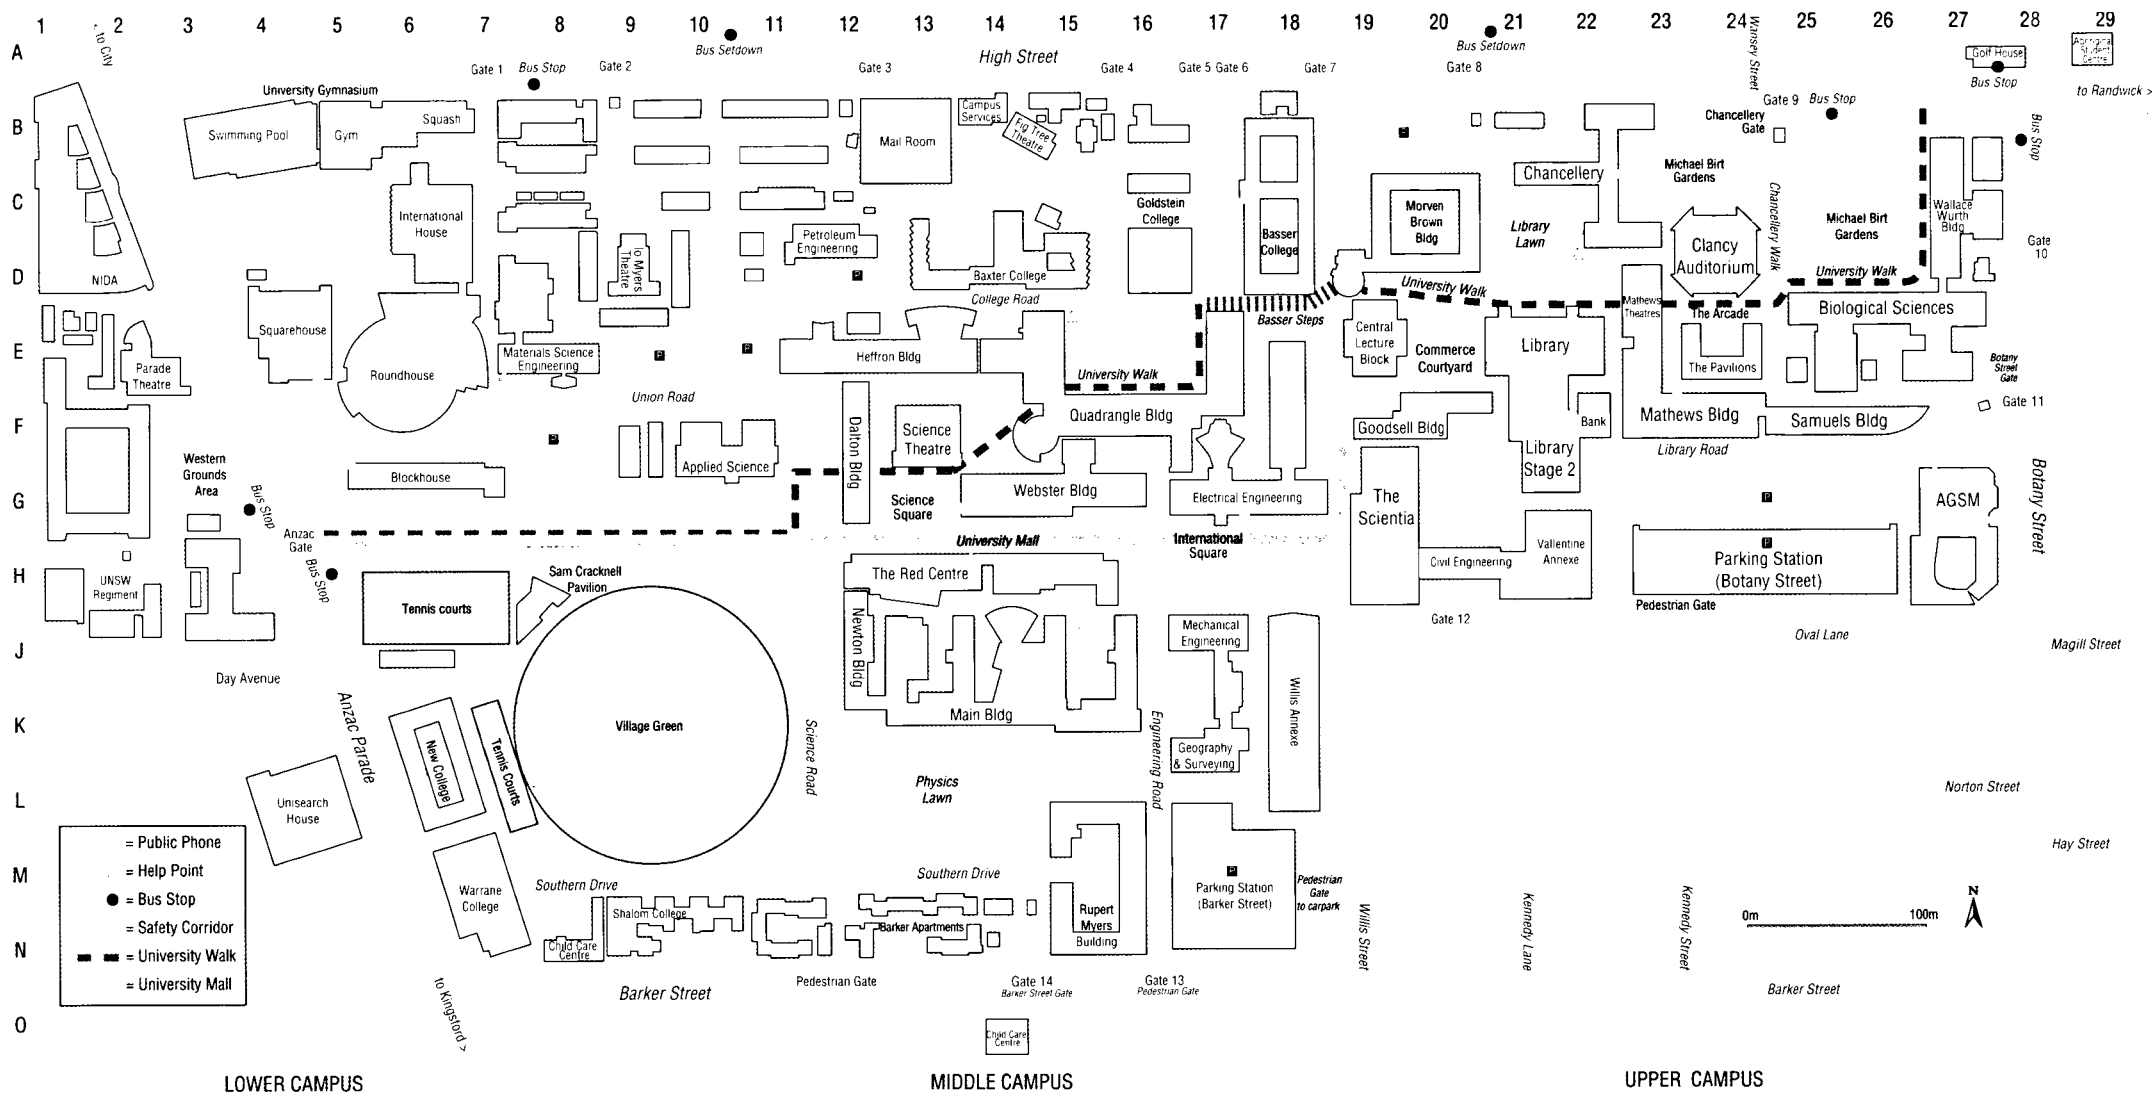 1 2 3 4 5 6 7 8 9 10 11 12 13 14 15 16 17 18 19 20 21 22 23 24 25 26 27 28 29
A
to City
Bus Setdown
High Street
Bus Setdown
Wansey Street
Golf House
Aboriginal
Student
Centre
Gate 1
Bus Stop
Gate 2
Gate 3
Gate 4
Gate 5
Gate 6
Gate 7
Gate 8
Bus Stop
to Randwick >
University Gymnasium
Gate 9
Bus Stop
B
Swimming Pool
Gym
Squash
Mail Room
Campus
Services
Fig Tree
Theatre
Chancellery
Gate
Bus Stop
Chancellery
Michael Birt
Gardens
C
International
House
Petroleum
Engineering
Goldstein
College
Basser
College
Morven
Brown
Bldg
Library
Lawn
Clancy
Auditorium
Chancellery Walk
Michael Birt
Gardens
Wallace
Wurth
Bldg
Gate
10
D
NIDA
Io Myers
Theatre
Baxter College
College Road
University Walk
University Walk
Squarehouse
Basser Steps
Mathews
Theatres
The Arcade
Biological Sciences
E
Parade
Theatre
Roundhouse
Materials Science
Engineering
Heffron Bldg
University Walk
Central
Lecture
Block
Commerce
Courtyard
Library
The Pavilions
Botany
Street
Gate
Union Road
F
Dalton Bldg
Science
Theatre
Quadrangle Bldg
Goodsell Bldg
Bank
Mathews Bldg
Samuels Bldg
Gate 11
Western
Grounds
Area
Blockhouse
Applied Science
Library
Stage 2
Library Road
Botany Street
G
Bus Stop
Science
Square
Webster Bldg
Electrical Engineering
The
Scientia
AGSM
Anzac
Gate
University Mall
International
Square
H
UNSW
Regiment
Bus Stop
Tennis courts
Sam Cracknell
Pavilion
The Red Centre
Civil Engineering
Vallentine
Annexe
Parking Station
(Botany Street)
Pedestrian Gate
Gate 12
J
Newton Bldg
Mechanical
Engineering
Oval Lane
Magill Street
Day Avenue
K
Anzac Parade
New College
Tennis Courts
Village Green
Science Road
Main Bldg
Engineering Road
Geography
& Surveying
Willis Annexe
L
Unisearch
House
Physics
Lawn
Norton Street
= Public Phone
= Help Point
= Bus Stop
= Safety Corridor
= University Walk
= University Mall
Hay Street
M
Warrane
College
Southern Drive
Shalom College
Southern Drive
Rupert
Myers
Building
Parking Station
(Barker Street)
Pedestrian
Gate
to carpark
Willis Street
Kennedy Lane
Kennedy Street
0m
100m
N
N
Child Care
Centre
Barker Apartments
to Kingsford >
Barker Street
Pedestrian Gate
Gate 14
Barker Street Gate
Gate 13
Pedestrian Gate
Barker Street
O
Child Care
Centre
LOWER CAMPUS
MIDDLE CAMPUS
UPPER CAMPUS